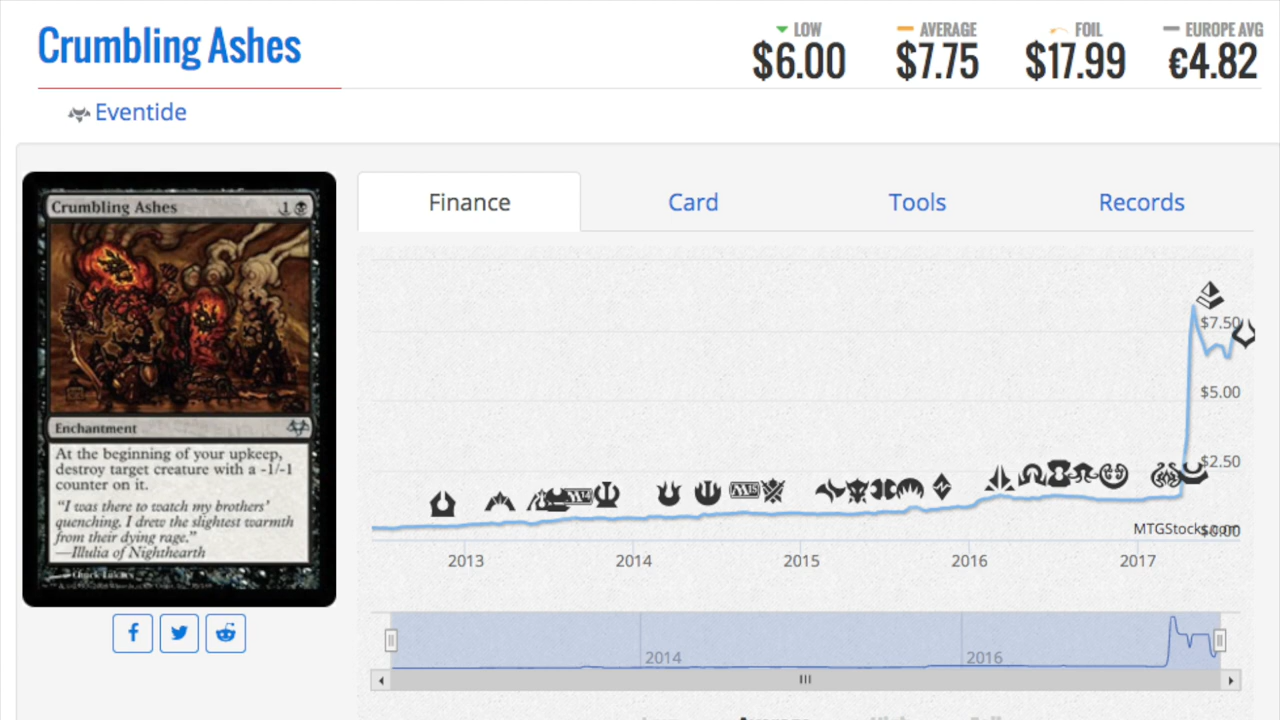 Crumbling Ashes
LOW
$6.00
AVERAGE
$7.75
FOIL
$17.99
EUROPE AVG
€4.82
Eventide
Crumbling Ashes 1
Enchantment
At the beginning of your upkeep,
destroy target creature with a -1/-1
counter on it.
"I was there to watch my brothers'
quenching. I drew the slightest warmth
from their dying rage."
—Illulia of Nighthearth
Finance
Card
Tools
Records
$7.50
$5.00
$2.50
$0.00
MTGStocks.com
2013
2014
2015
2016
2017
2014
2016